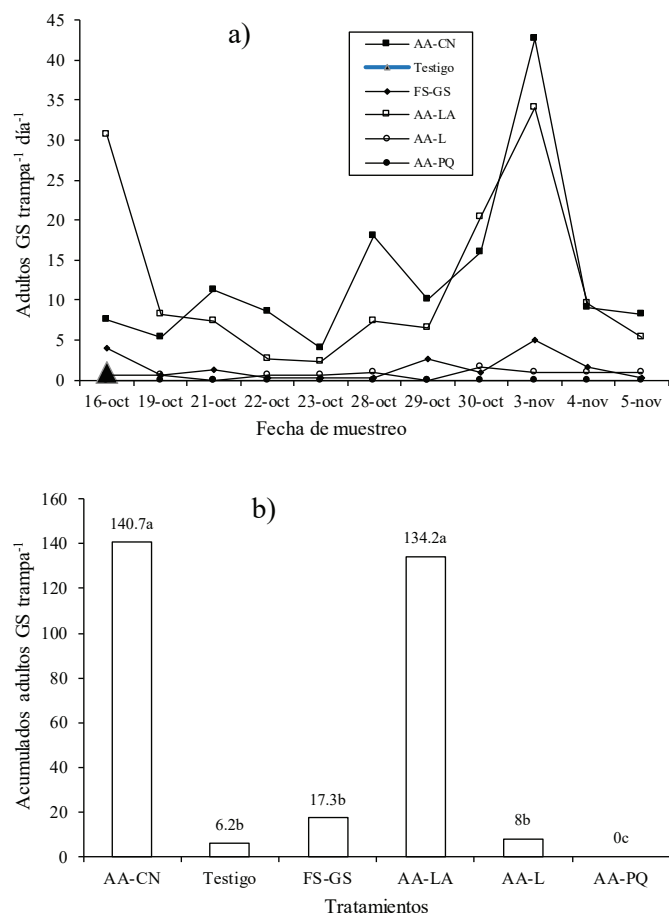 a)
45
40
35
30
25
20
15
10
5
0
Adultos GS trampa⁻¹ día⁻¹
AA-CN
Testigo
FS-GS
AA-LA
AA-L
AA-PQ
16-oct 19-oct 21-oct 22-oct 23-oct 28-oct 29-oct 30-oct 3-nov 4-nov 5-nov
Fecha de muestreo
b)
160
140
120
100
80
60
40
20
0
Acumulados adultos GS trampa⁻¹
140.7a
6.2b
17.3b
134.2a
8b
0c
AA-CN Testigo FS-GS AA-LA AA-L AA-PQ
Tratamientos